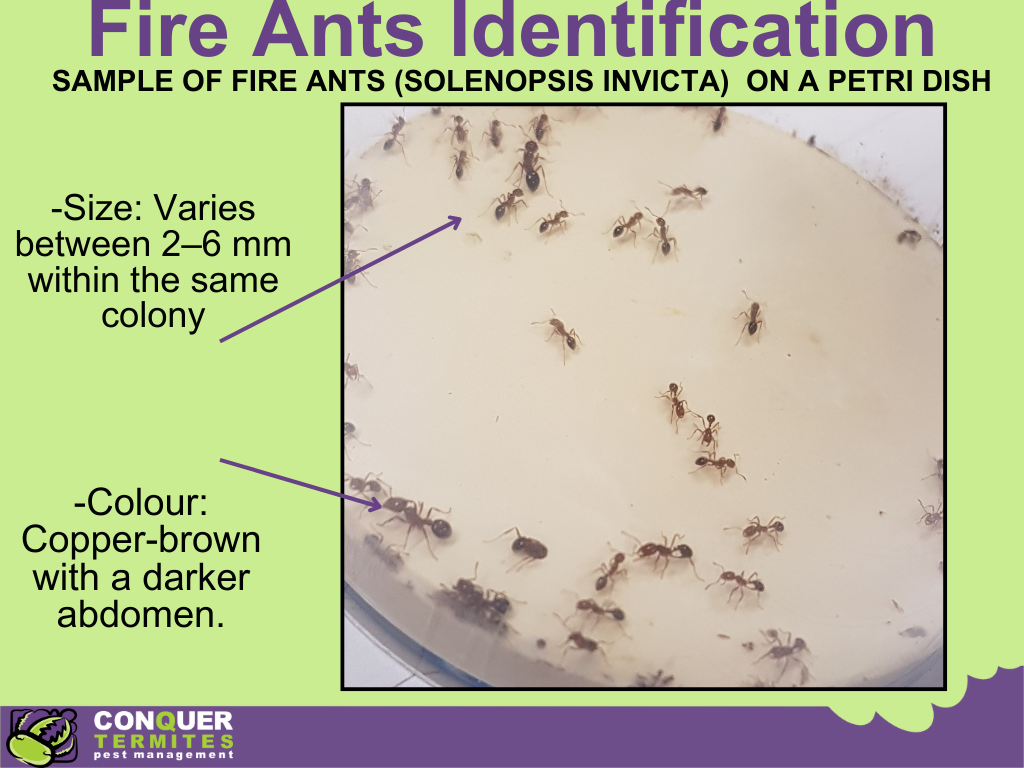 Fire Ants Identification
SAMPLE OF FIRE ANTS (SOLENOPSIS INVICTA)  ON A PETRI DISH
-Size: Varies
between 2–6 mm
within the same
colony
-Colour:
Copper-brown
with a darker
abdomen.
CONQUER
TERMITES
pest management